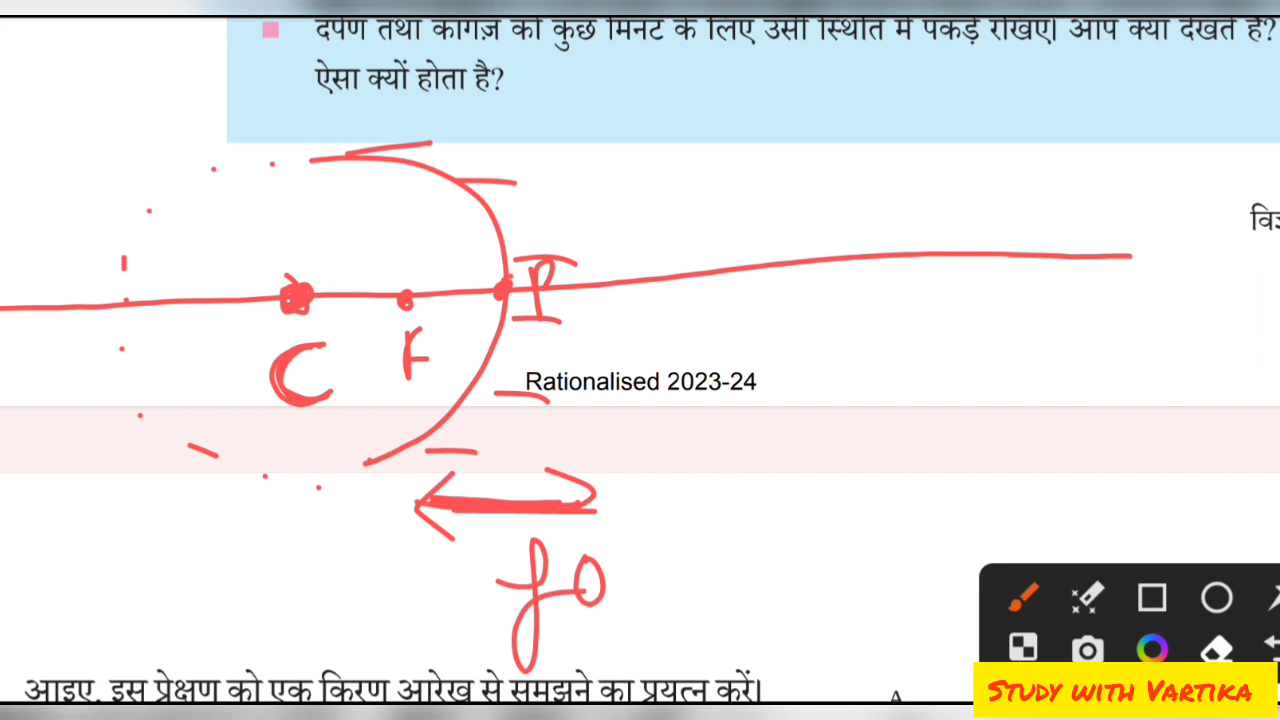 दर्पण तथा कागज़ को कुछ मिनट के लिए उसी स्थिति में पकड़े रखिए। आप क्या देखते हैं?
ऐसा क्यों होता है?
P
C
F
Rationalised 2023-24
आइए, इस प्रेक्षण को एक किरण आरेख से समझने का प्रयत्न करें।
A
STUDY WITH VARTIKA